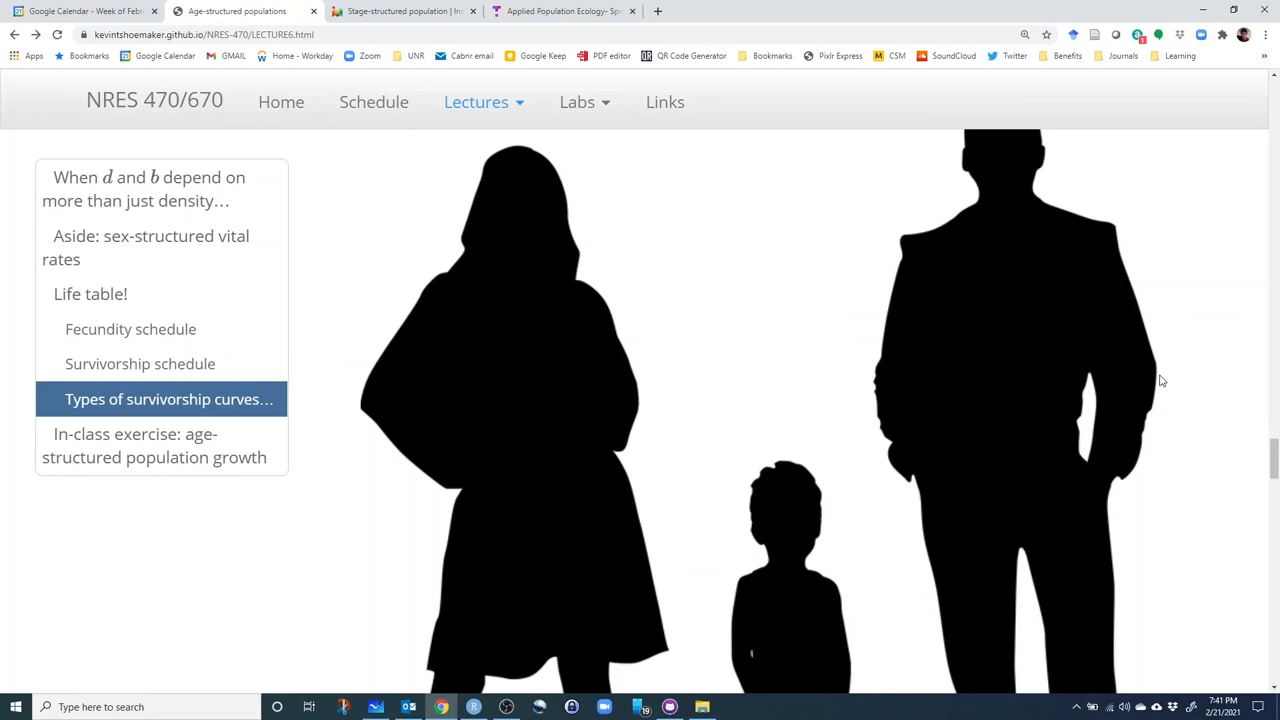 Google Calendar - Week of Febr
Age-structured populations
Stage-structured population | Ins
Applied Population Ecology- Spr
kevintshoemaker.github.io/NRES-470/LECTURE6.html
Apps Bookmarks Google Calendar GMAIL Home - Workday Zoom UNR Cabnr email Google Keep PDF editor QR Code Generator Bookmarks Pixlr Express CSM SoundCloud Twitter Benefits Journals Learning »
NRES 470/670 Home Schedule Lectures Labs Links
When d and b depend on
more than just density…
Aside: sex-structured vital
rates
Life table!
Fecundity schedule
Survivorship schedule
Types of survivorship curves…
In-class exercise: age-
structured population growth
Type here to search
19
7:41 PM
2/21/2021